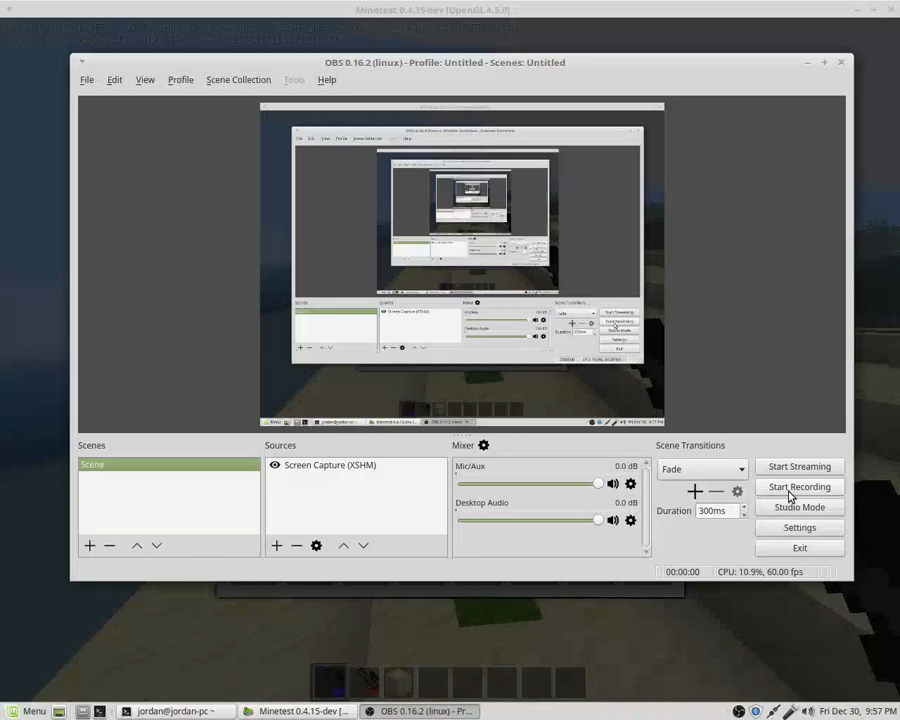 Minetest 0.4.15-dev [OpenGL 4.5.0]
OBS 0.16.2 (linux) - Profile: Untitled - Scenes: Untitled
File Edit View Profile Scene Collection Tools Help
Scenes Sources Mixer Scene Transitions
Scene
Screen Capture (XSHM)
Mic/Aux 0.0 dB
Desktop Audio 0.0 dB
Fade
Duration 300ms
Start Streaming
Start Recording
Studio Mode
Settings
Exit
00:00:00 CPU: 10.9%, 60.00 fps
Menu jordan@jordan-pc ~ Minetest 0.4.15-dev [... OBS 0.16.2 (linux) - Pr... Fri Dec 30, 9:57 PM